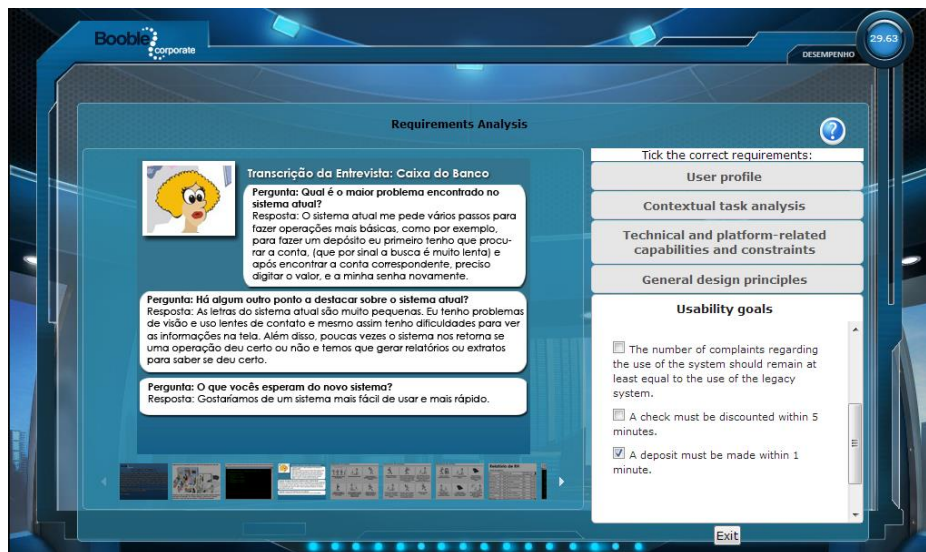 Booble
corporate
29.63
DESEMPENHO
Requirements Analysis
?
Transcrição da Entrevista: Caixa do Banco
Pergunta: Qual é o maior problema encontrado no
sistema atual?
Resposta: O sistema atual me pede vários passos para
fazer operações mais básicas, como por exemplo,
para fazer um depósito eu primeiro tenho que procu-
rar a conta, (que por sinal a busca é muito lenta) e
após encontrar a conta correspondente, preciso
digitar o valor, e a minha senha novamente.
Pergunta: Há algum outro ponto a destacar sobre o sistema atual?
Resposta: As letras do sistema atual são muito pequenas. Eu tenho problemas
de visão e uso lentes de contato e mesmo assim tenho dificuldades para ver
as informações na tela. Além disso, poucas vezes o sistema nos retorna se
uma operação deu certo ou não e temos que gerar relatórios ou extratos
para saber se deu certo.
Pergunta: O que vocês esperam do novo sistema?
Resposta: Gostaríamos de um sistema mais fácil de usar e mais rápido.
Tick the correct requirements:
User profile
Contextual task analysis
Technical and platform-related
capabilities and constraints
General design principles
Usability goals
The number of complaints regarding
the use of the system should remain at
least equal to the use of the legacy
system.
A check must be discounted within 5
minutes.
A deposit must be made within 1
minute.
Exit